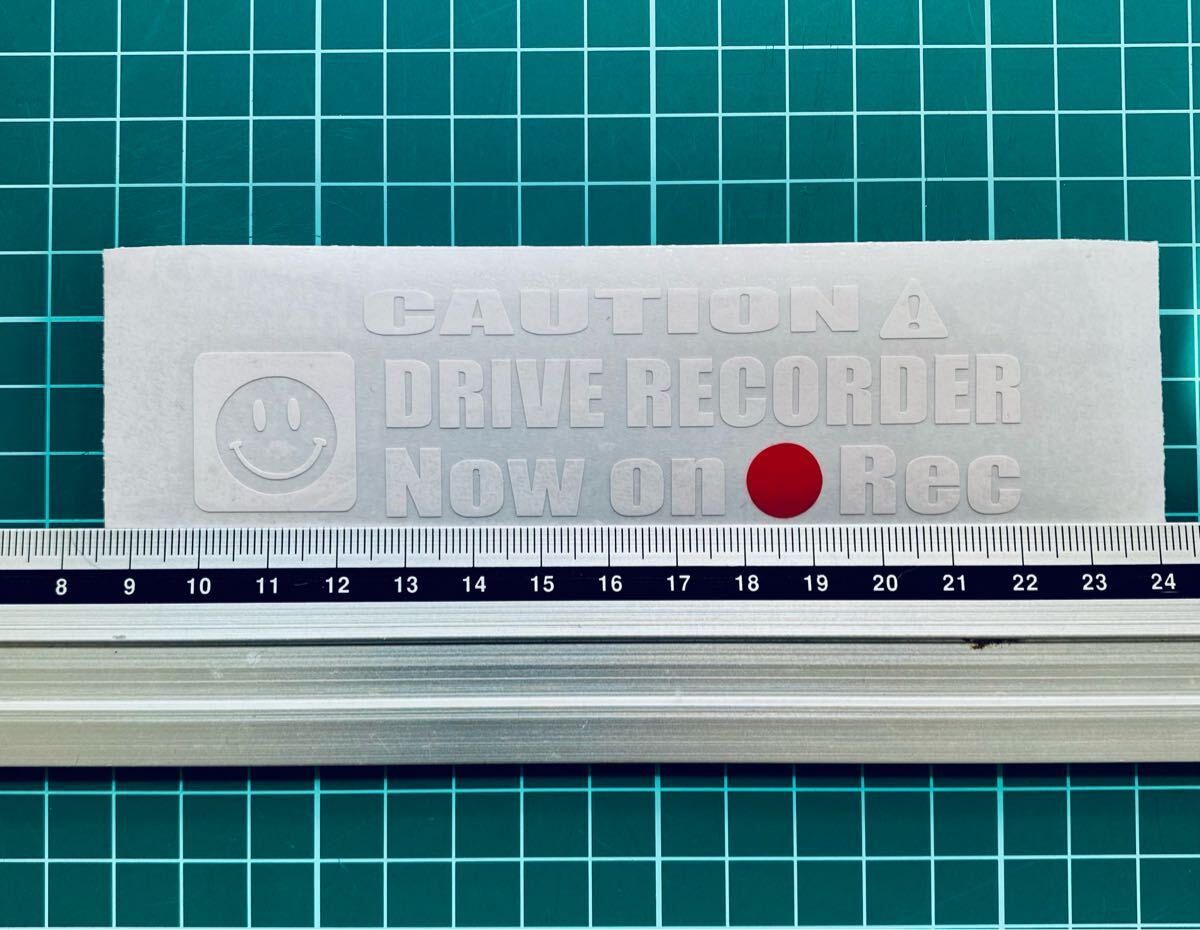 CAUTION
DRIVE RECORDER
Now on Rec
8 9 10 11 12 13 14 15 16 17 18 19 20 21 22 23 24